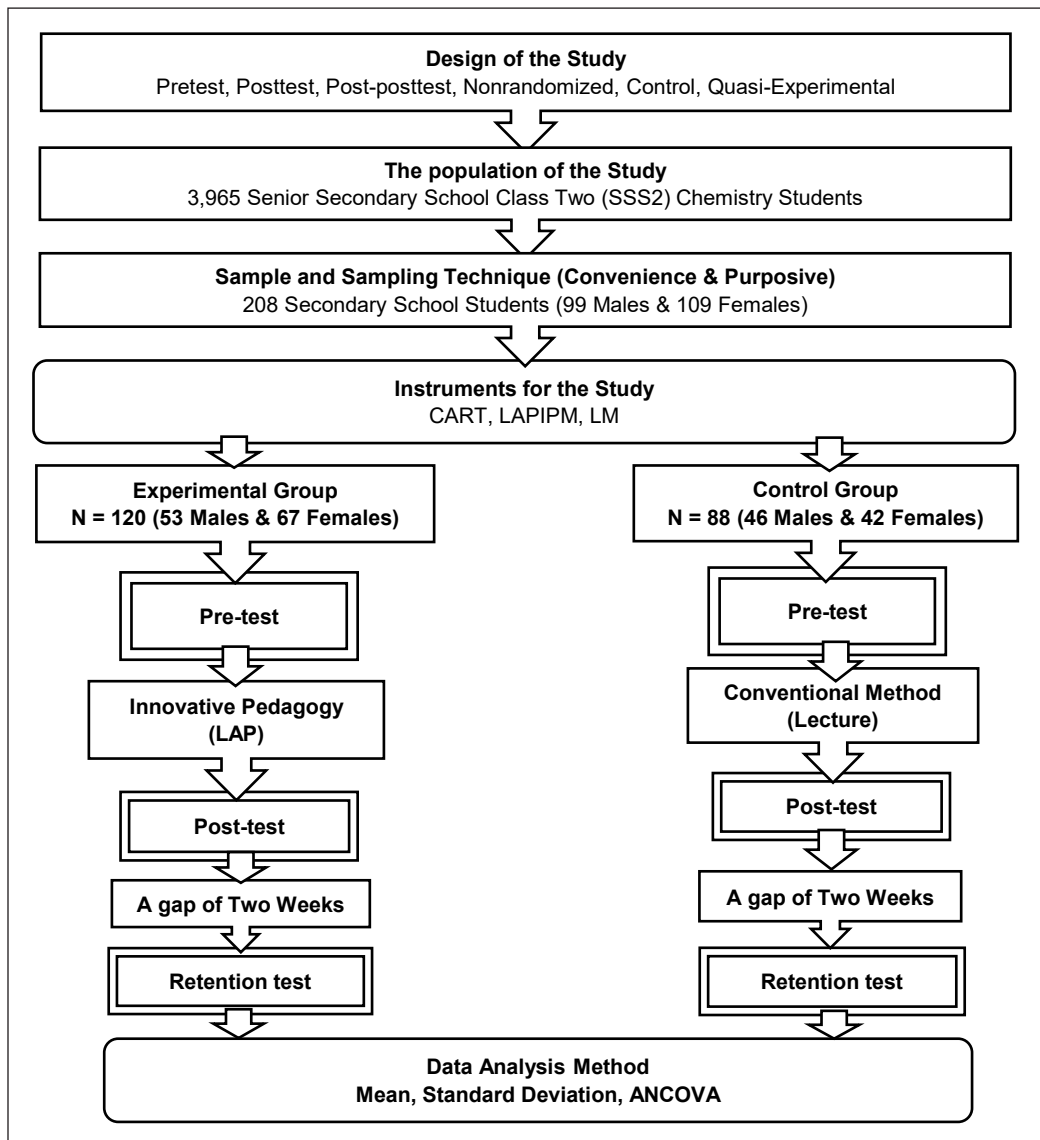 Design of the Study
Pretest, Posttest, Post-posttest, Nonrandomized, Control, Quasi-Experimental
The population of the Study
3,965 Senior Secondary School Class Two (SSS2) Chemistry Students
Sample and Sampling Technique (Convenience & Purposive)
208 Secondary School Students (99 Males & 109 Females)
Instruments for the Study
CART, LAPIPM, LM
Experimental Group
N = 120 (53 Males & 67 Females)
Control Group
N = 88 (46 Males & 42 Females)
Pre-test
Pre-test
Innovative Pedagogy
(LAP)
Conventional Method
(Lecture)
Post-test
Post-test
A gap of Two Weeks
A gap of Two Weeks
Retention test
Retention test
Data Analysis Method
Mean, Standard Deviation, ANCOVA